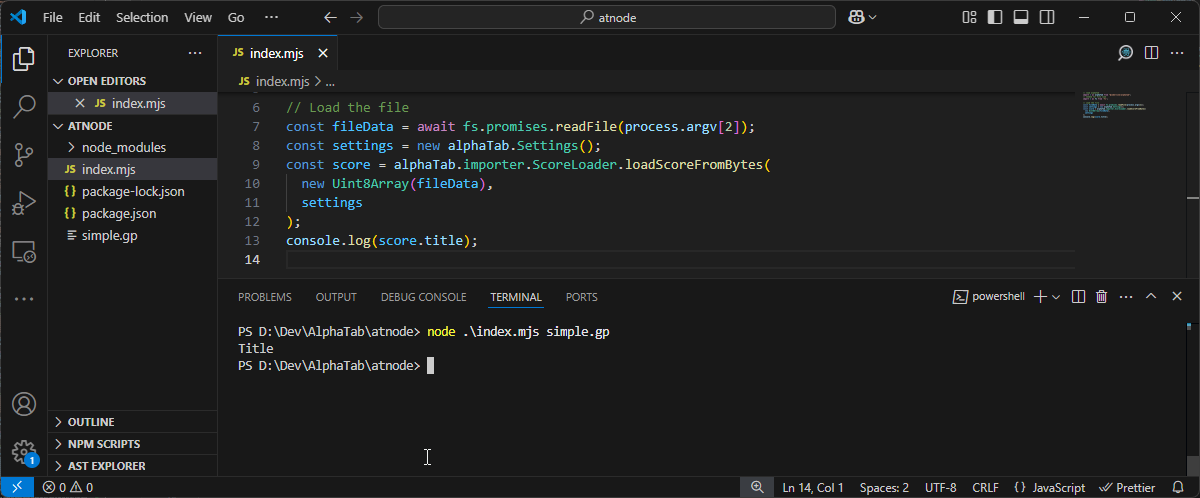 File Edit Selection View Go ··· atnode
EXPLORER ···
OPEN EDITORS
JS index.mjs
ATNODE
node_modules
JS index.mjs
{} package-lock.json
{} package.json
simple.gp
OUTLINE
NPM SCRIPTS
AST EXPLORER
1
JS index.mjs
JS index.mjs > ...
6 // Load the file
7 const fileData = await fs.promises.readFile(process.argv[2]);
8 const settings = new alphaTab.Settings();
9 const score = alphaTab.importer.ScoreLoader.loadScoreFromBytes(
10 new Uint8Array(fileData),
11 settings
12 );
13 console.log(score.title);
14
PROBLEMS OUTPUT DEBUG CONSOLE TERMINAL PORTS powershell
PS D:\Dev\AlphaTab\atnode> node .\index.mjs simple.gp
Title
PS D:\Dev\AlphaTab\atnode>
0 0 Ln 14, Col 1 Spaces: 2 UTF-8 CRLF {} JavaScript Prettier